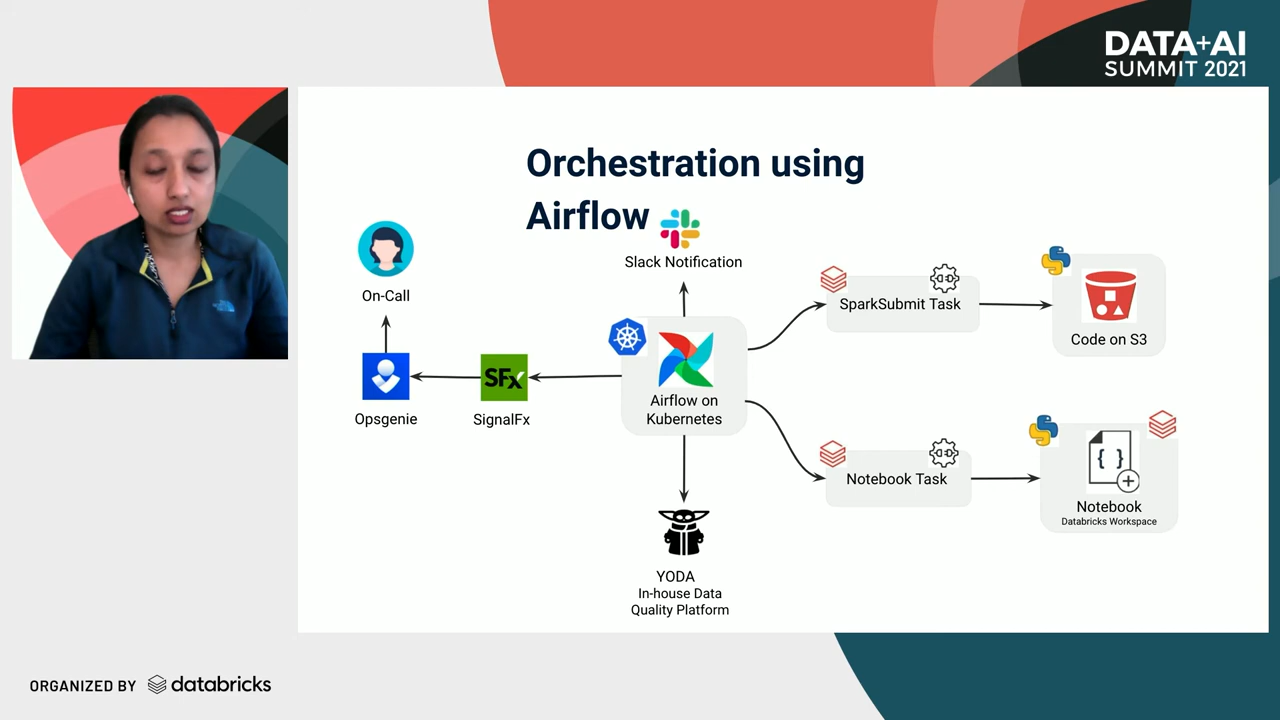 DATA+AI
SUMMIT 2021
Orchestration using
Airflow
Slack Notification
On-Call
SparkSubmit Task
Code on S3
SFx
Airflow on
Kubernetes
Opsgenie
SignalFx
Notebook Task
{ }
Notebook
Databricks Workspace
YODA
In-house Data
Quality Platform
ORGANIZED BY databricks